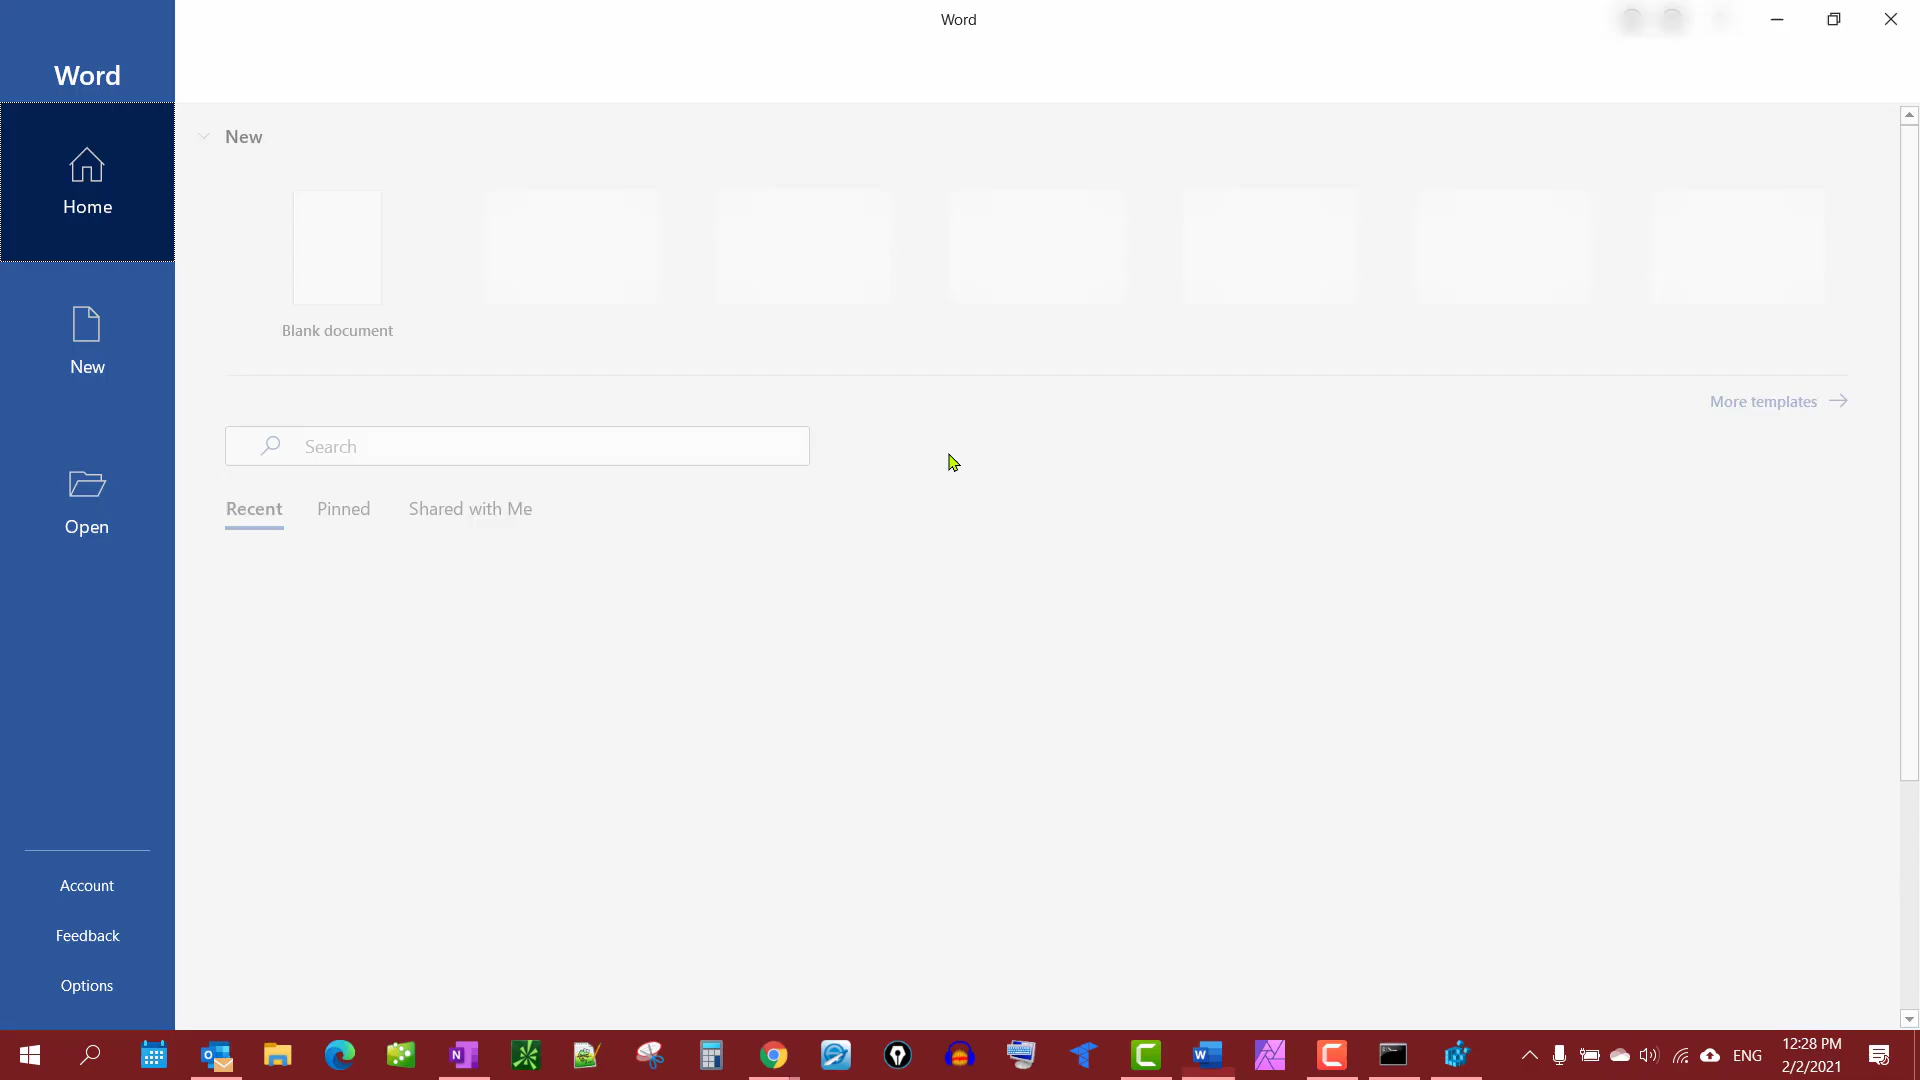 Word
Word
Home
New
Open
Account
Feedback
Options
New
Blank document
More templates
Search
Recent Pinned Shared with Me
ENG
12:28 PM
2/2/2021